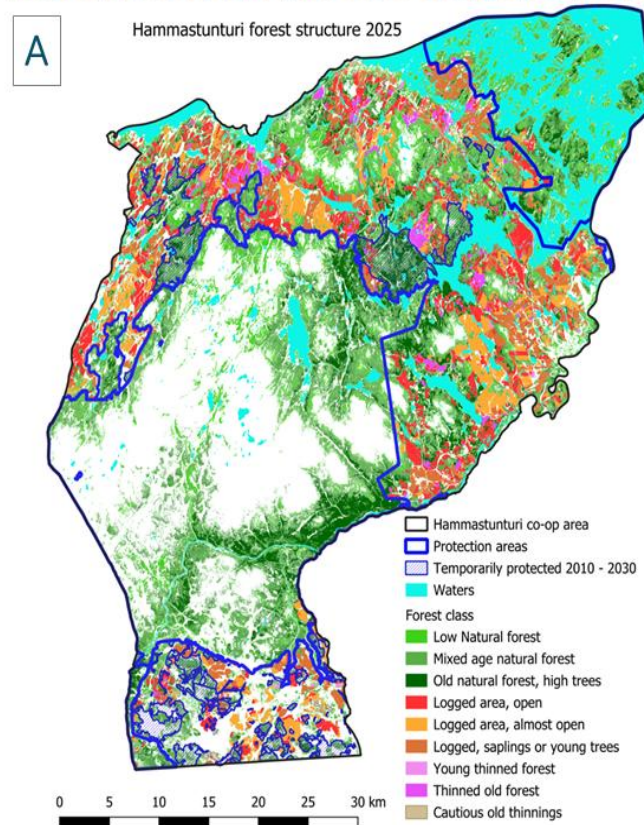 A
Hammastunturi forest structure 2025
Hammastunturi co-op area
Protection areas
Temporarily protected 2010 - 2030
Waters
Forest class
Low Natural forest
Mixed age natural forest
Old natural forest, high trees
Logged area, open
Logged area, almost open
Logged, saplings or young trees
Young thinned forest
Thinned old forest
Cautious old thinnings
0 5 10 15 20 25 30 km